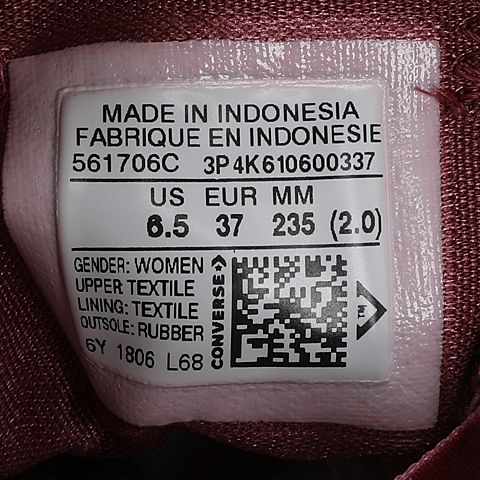 MADE IN INDONESIA
FABRIQUE EN INDONESIE
561706C 3P4K610600337
US EUR MM
6.5 37 235 (2.0)
GENDER: WOMEN
UPPER TEXTILE
LINING: TEXTILE
OUTSOLE: RUBBER
6Y 1806 L68
CONVERSE
TM